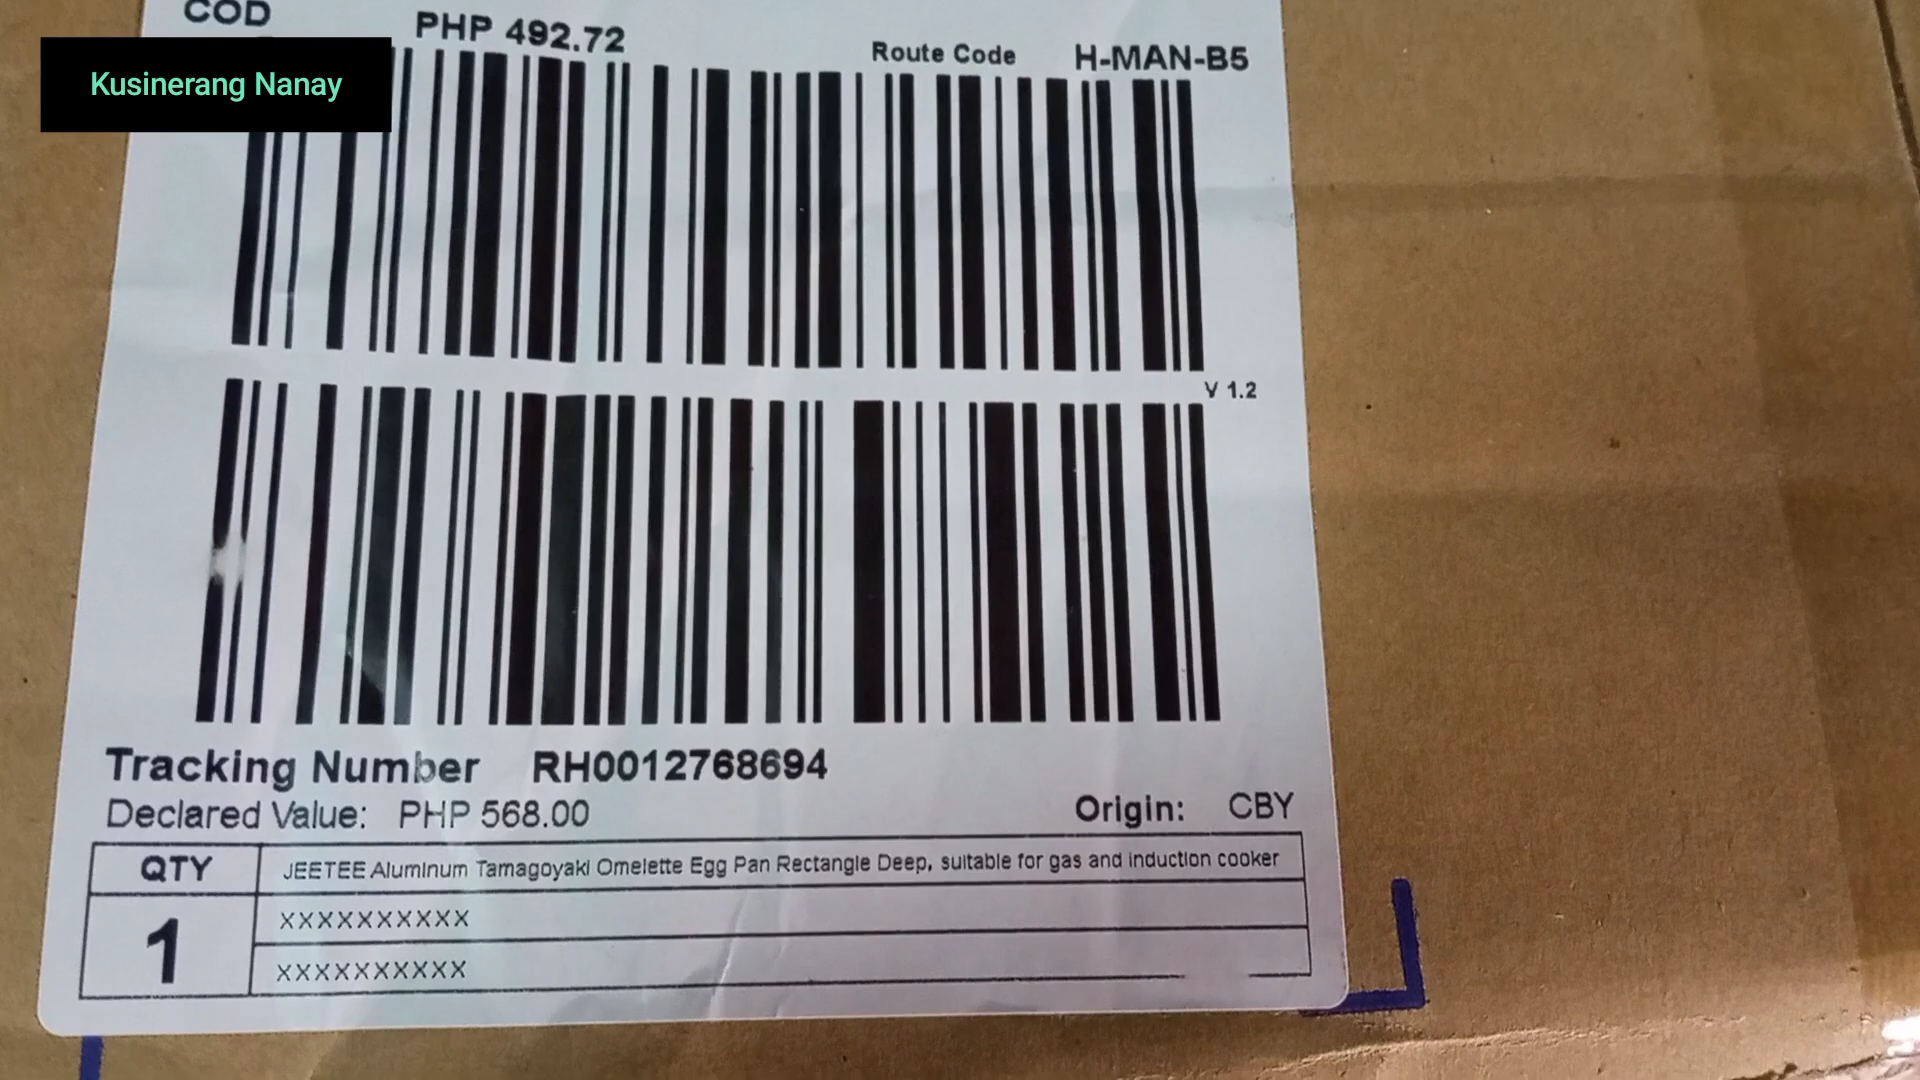 COD PHP 492.72
Kusinerang Nanay
Route Code H-MAN-B5
V 1.2
Tracking Number RH0012768694
Declared Value: PHP 568.00 Origin: CBY
QTY JEETEE Aluminum Tamagoyaki Omelette Egg Pan Rectangle Deep, suitable for gas and induction cooker
1 XXXXXXXXXX
XXXXXXXXXX